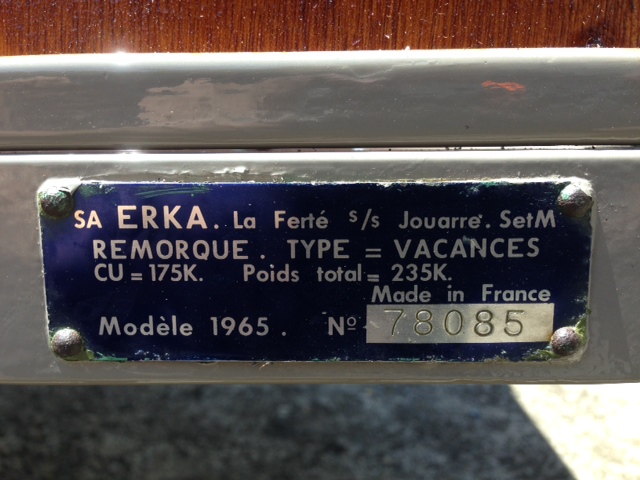 SA ERKA. La Ferté s/s Jouarre. SetM
REMORQUE. TYPE = VACANCES
CU = 175K. Poids total = 235K.
Made in France
Modèle 1965. Nº 78085